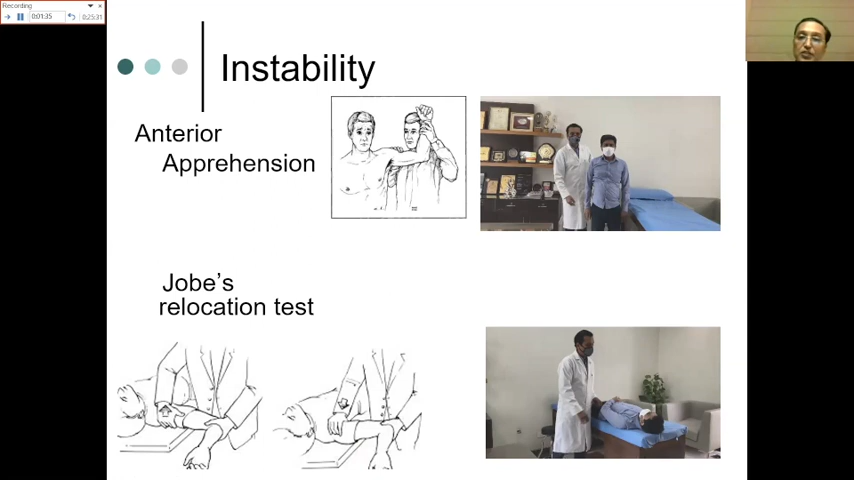 Recording
0:01:35
0:25:31
Instability
Anterior
Apprehension
Jobe's
relocation test